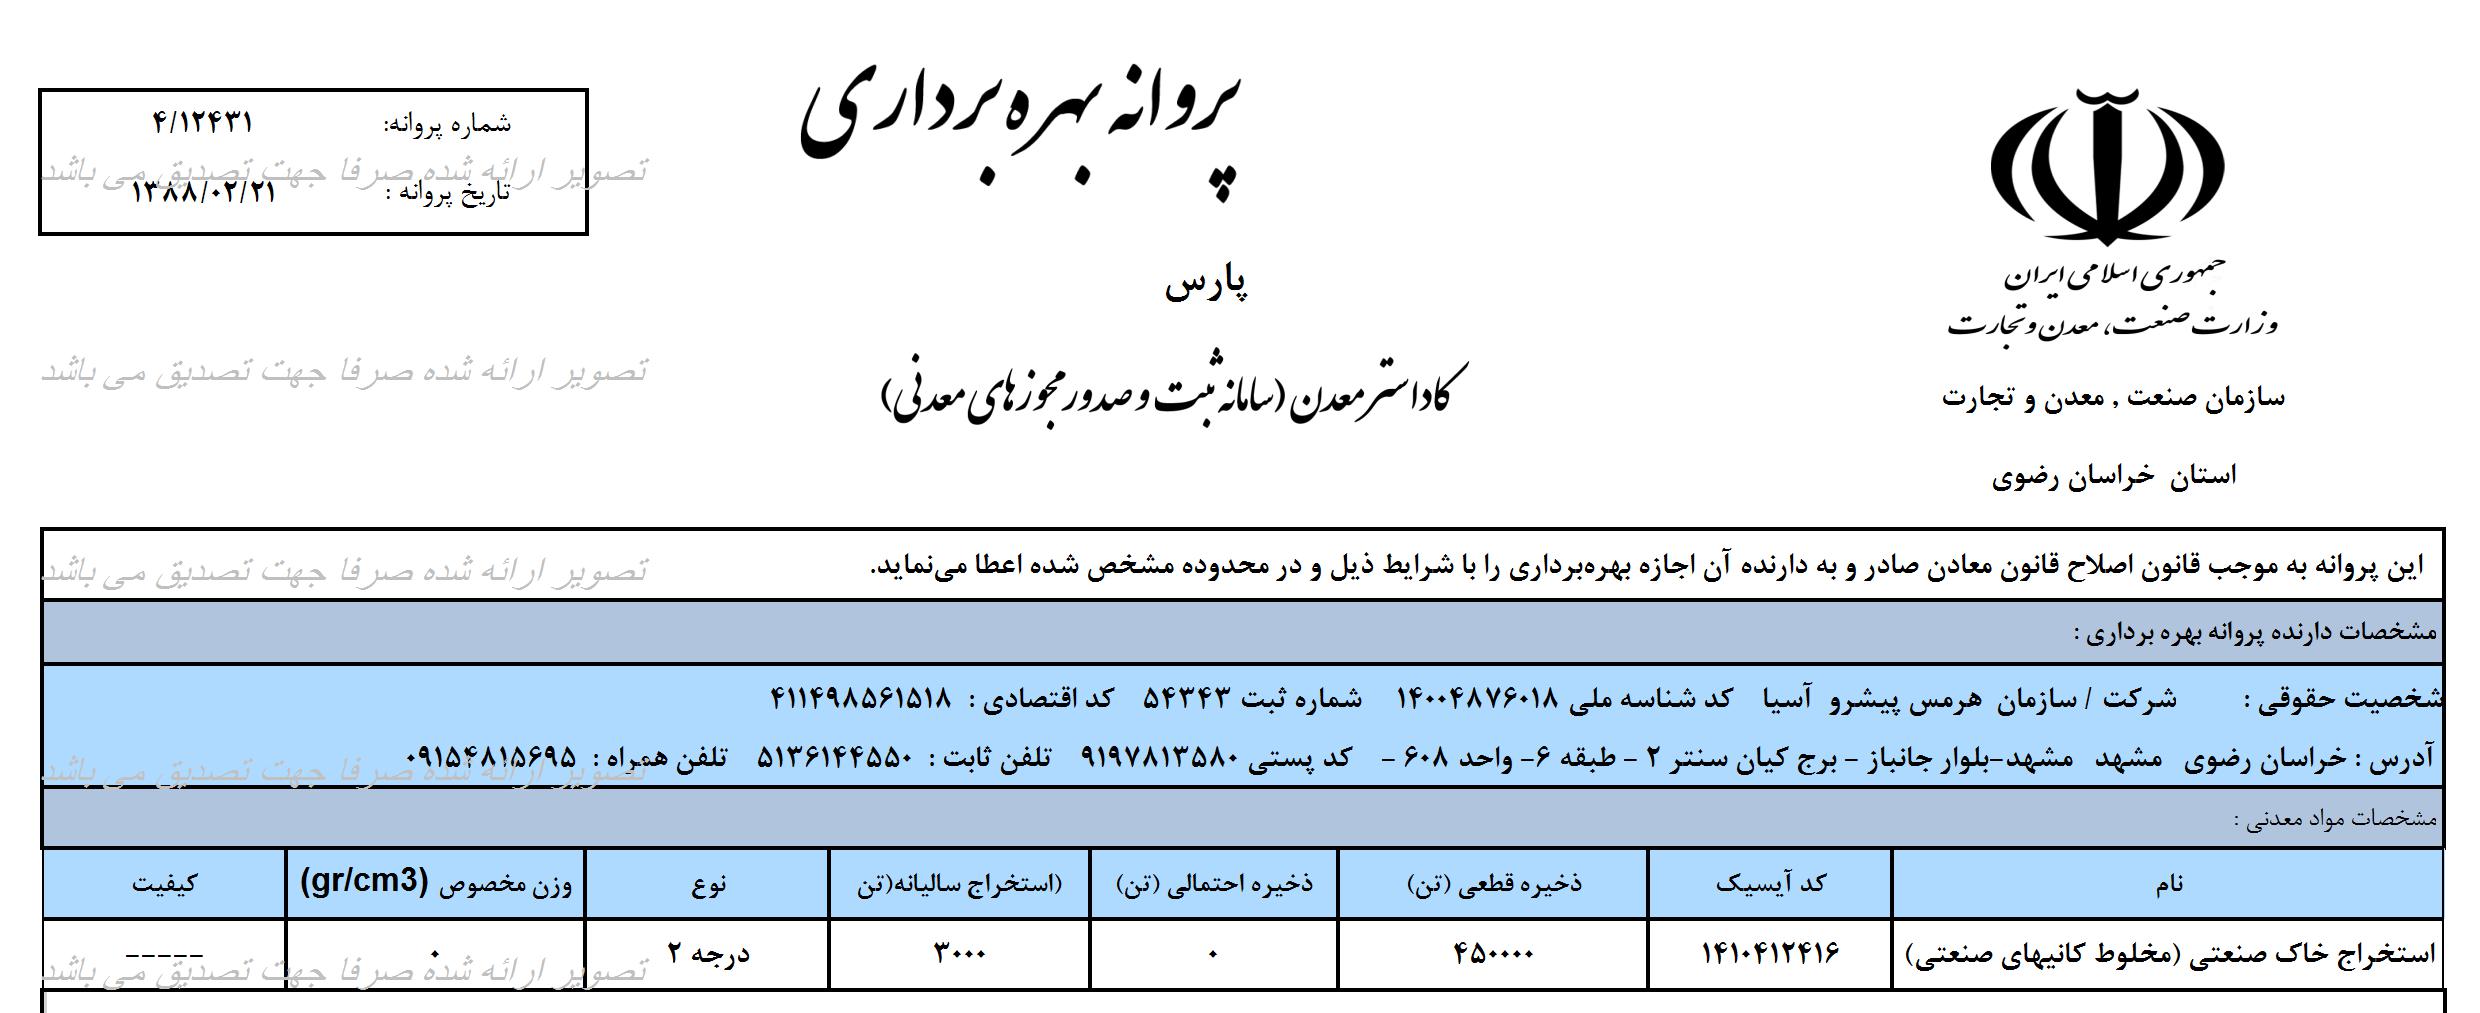 پروانه بهره برداری
شماره پروانه: ۴/۱۲۴۳۱
تصویر ارائه شده صرفا جهت تصدیق می باشد
تاریخ پروانه : ۱۳۸۸/۰۲/۲۱
جمهوری اسلامی ایران
وزارت صنعت، معدن و تجارت
پارس
کاداستر معدن (سامانه ثبت و صدور مجوزهای معدنی)
تصویر ارائه شده صرفا جهت تصدیق می باشد
سازمان صنعت , معدن و تجارت
استان خراسان رضوی
این پروانه به موجب قانون اصلاح قانون معادن صادر و به دارنده آن اجازه بهره‌برداری را با شرایط ذیل و در محدوده مشخص شده اعطا می‌نماید.
تصویر ارائه شده صرفا جهت تصدیق می باشد
مشخصات دارنده پروانه بهره برداری :
شخصیت حقوقی : شرکت / سازمان هرمس پیشرو آسیا کد شناسه ملی ۱۴۰۰۴۸۷۶۰۱۸ شماره ثبت ۵۴۳۴۳ کد اقتصادی : ۴۱۱۴۹۸۵۶۱۵۱۸
آدرس : خراسان رضوی مشهد مشهد-بلوار جانباز - برج کیان سنتر ۲ - طبقه ۶- واحد ۶۰۸ - کد پستی ۹۱۹۷۸۱۳۵۸۰ تلفن ثابت : ۵۱۳۶۱۴۴۵۵۰ تلفن همراه : ۰۹۱۵۴۸۱۵۶۹۵
تصویر ارائه شده صرفا جهت تصدیق می باشد
مشخصات مواد معدنی :
نام کد آیسیک ذخیره قطعی (تن) ذخیره احتمالی (تن) استخراج سالیانه(تن) نوع وزن مخصوص (gr/cm3) کیفیت
استخراج خاک صنعتی (مخلوط کانیهای صنعتی) ۱۴۱۰۴۱۲۴۱۶ ۴۵۰۰۰۰ ۰ ۳۰۰۰ درجه ۲ ۰ -----
تصویر ارائه شده صرفا جهت تصدیق می باشد